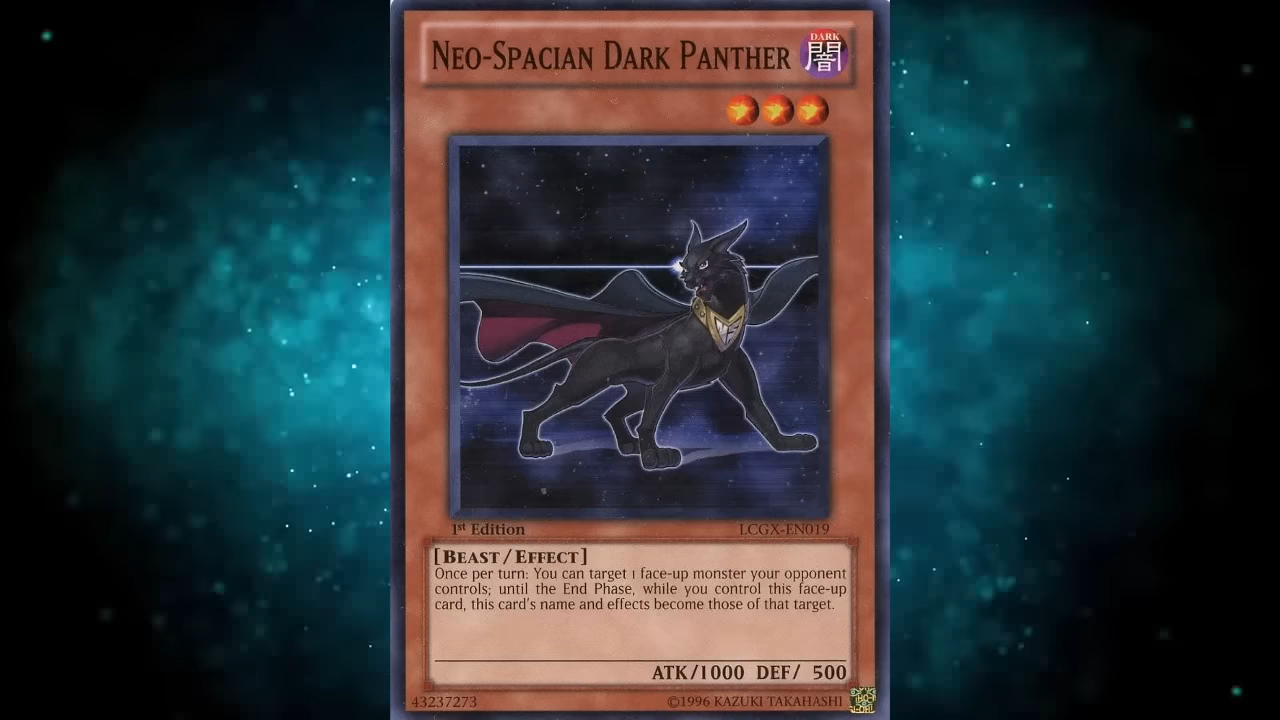 Neo-Spacian Dark Panther
DARK
闇
1st Edition
LCGX-EN019
[Beast/Effect]
Once per turn: You can target 1 face-up monster your opponent
controls; until the End Phase, while you control this face-up
card, this card's name and effects become those of that target.
ATK/1000 DEF/ 500
43237273
©1996 KAZUKI TAKAHASHI